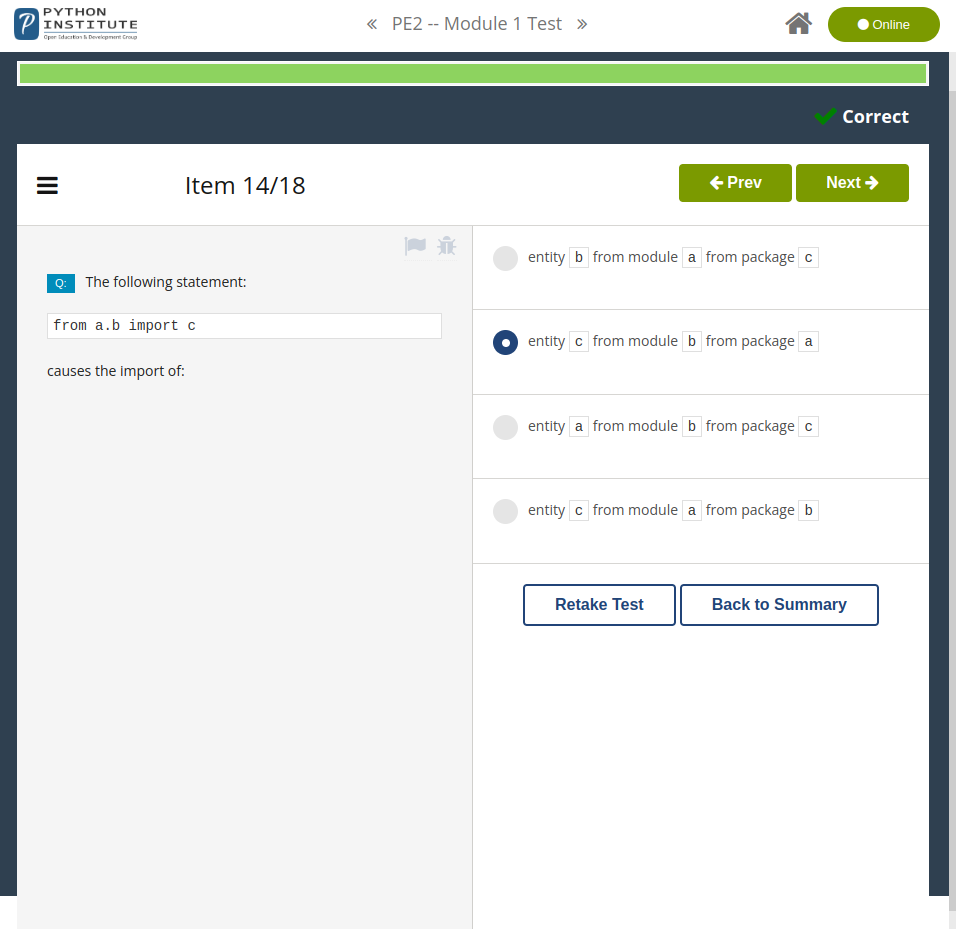 PYTHON
INSTITUTE
Open Education & Development Group
« PE2 -- Module 1 Test »
Online
Correct
Item 14/18
Prev
Next
Q: The following statement:
from a.b import c
causes the import of:
entity b from module a from package c
entity c from module b from package a
entity a from module b from package c
entity c from module a from package b
Retake Test
Back to Summary